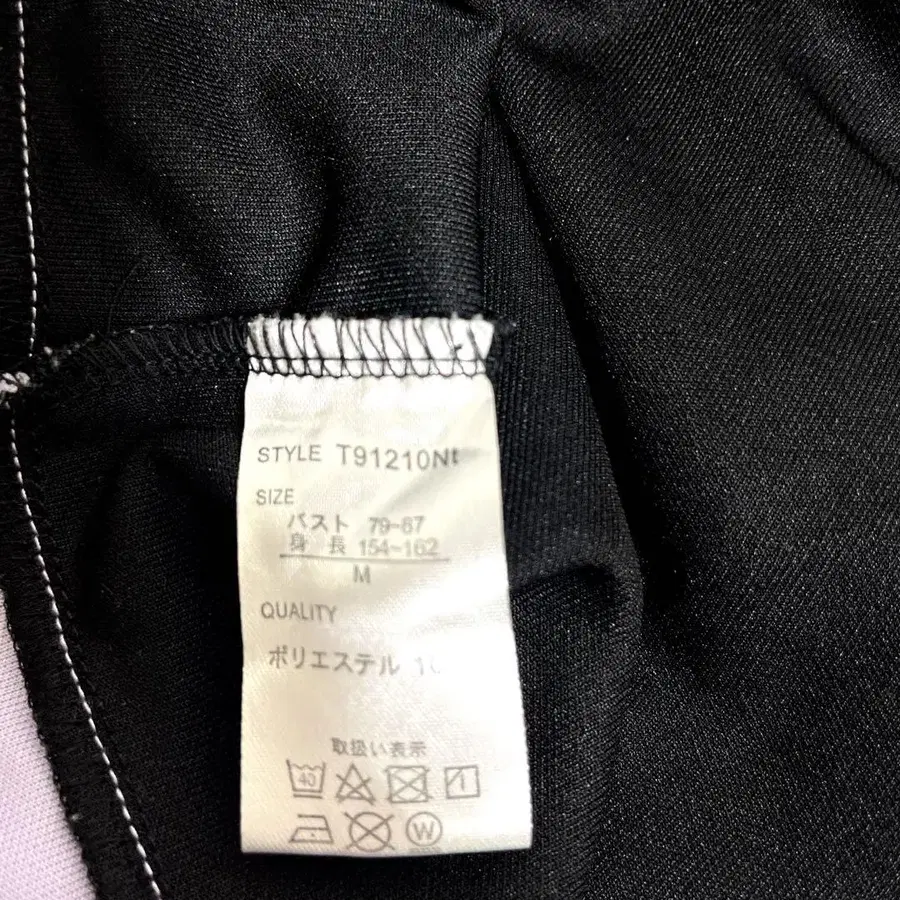 STYLE T91210Nt
SIZE
バスト 79-87
身 長 154~162
M
QUALITY
ポリエステル
取扱い表示
40
W